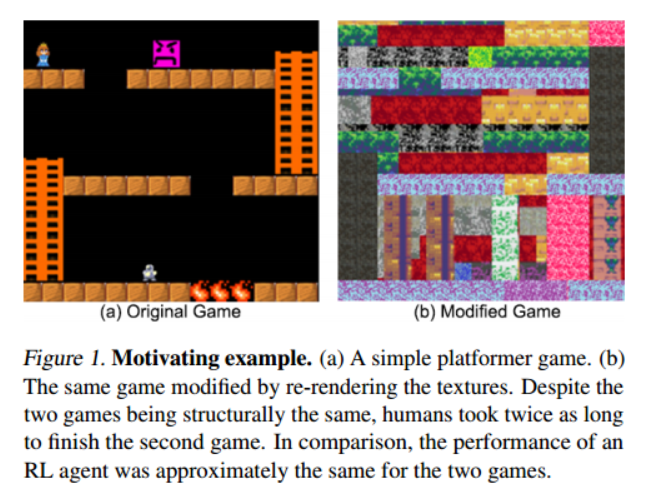 (a) Original Game
(b) Modified Game
Figure 1. Motivating example. (a) A simple platformer game. (b)
The same game modified by re-rendering the textures. Despite the
two games being structurally the same, humans took twice as long
to finish the second game. In comparison, the performance of an
RL agent was approximately the same for the two games.